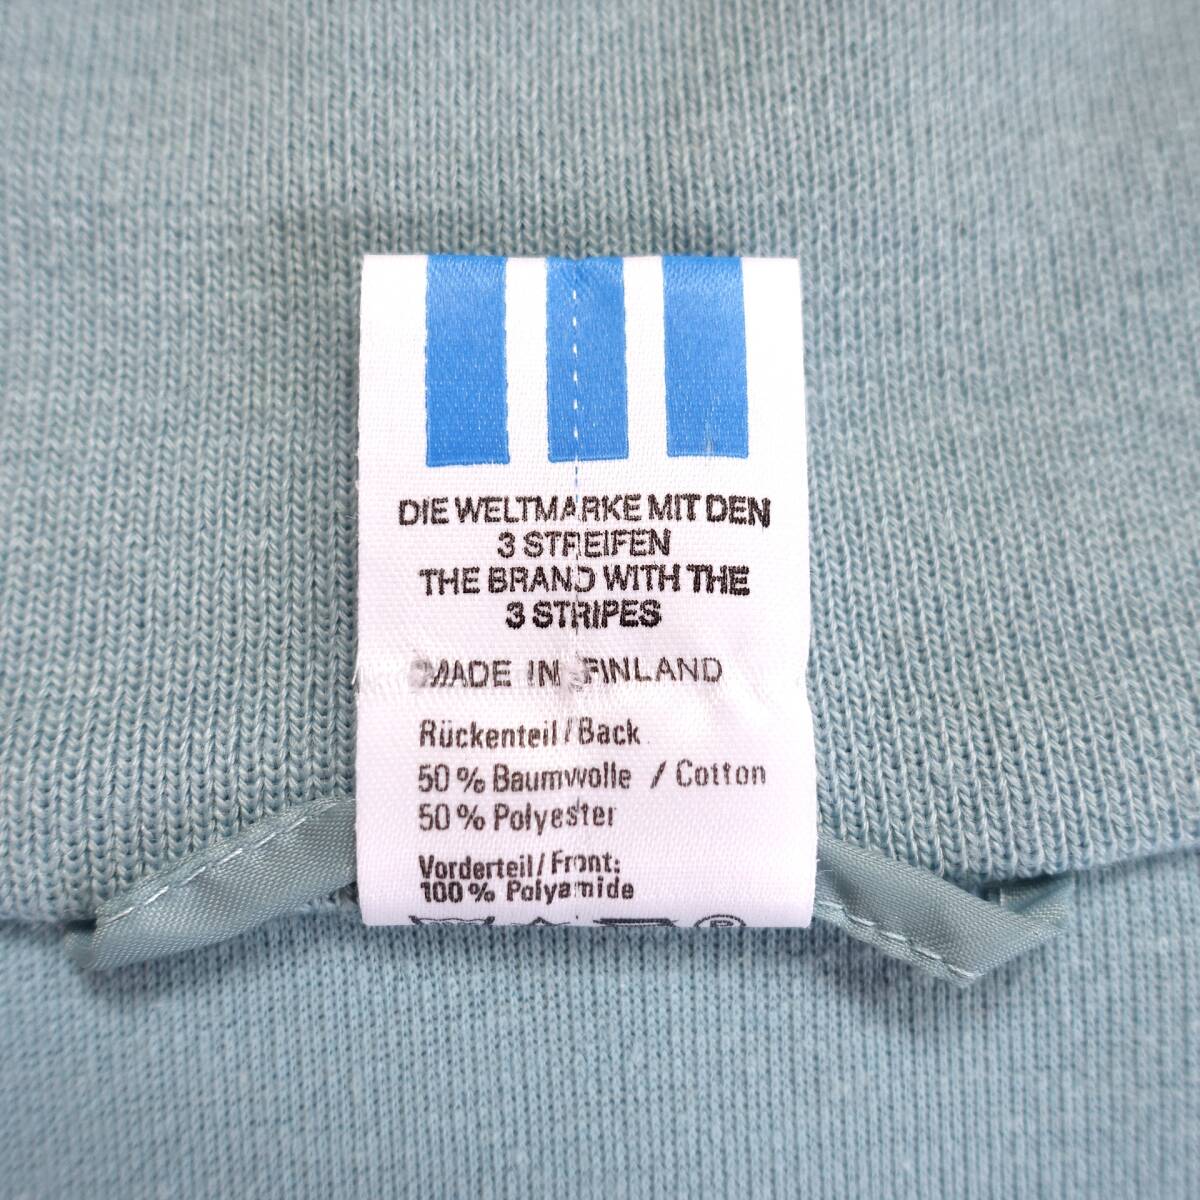 DIE WELTMARKE MIT DEN
3 STREIFEN
THE BRAND WITH THE
3 STRIPES
MADE IN FINLAND
Rückenteil / Back
50 % Baumwolle / Cotton
50 % Polyester
Vorderteil / Front:
100 % Polyamide
P